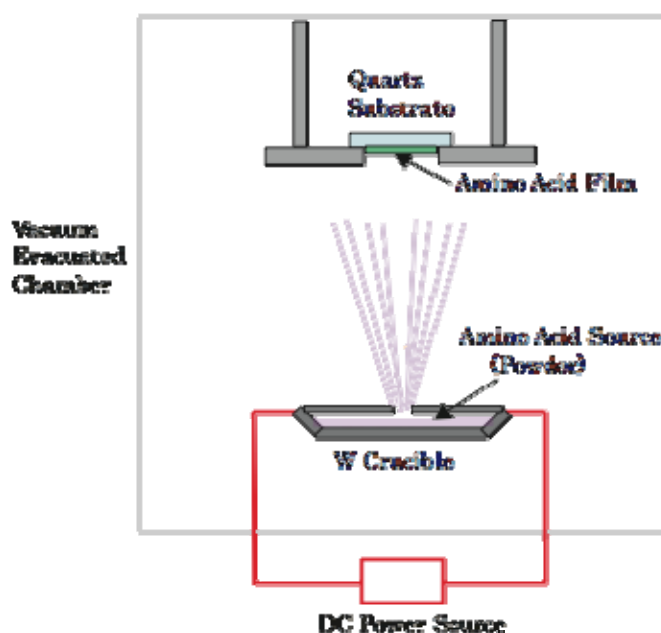 Quartz
Substrate
Amino Acid Film
Vacuum
Evacuated
Chamber
Amino Acid Source
(Powder)
W Crucible
DC Power Source